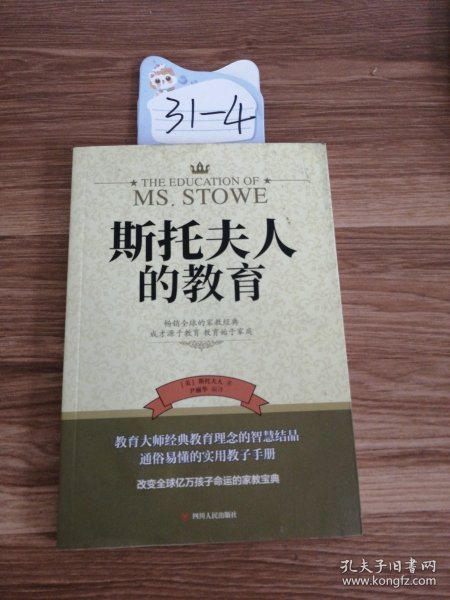 31-4
THE EDUCATION OF
MS. STOWE
斯托夫人
的教育
畅销全球的家教经典
成才源于教育 教育始于家庭
[美] 斯托夫人 著
尹丽华 编译
教育大师经典教育理念的智慧结晶
通俗易懂的实用教子手册
改变全球亿万孩子命运的家教宝典
四川人民出版社
孔夫子旧书网
www.kongfz.com